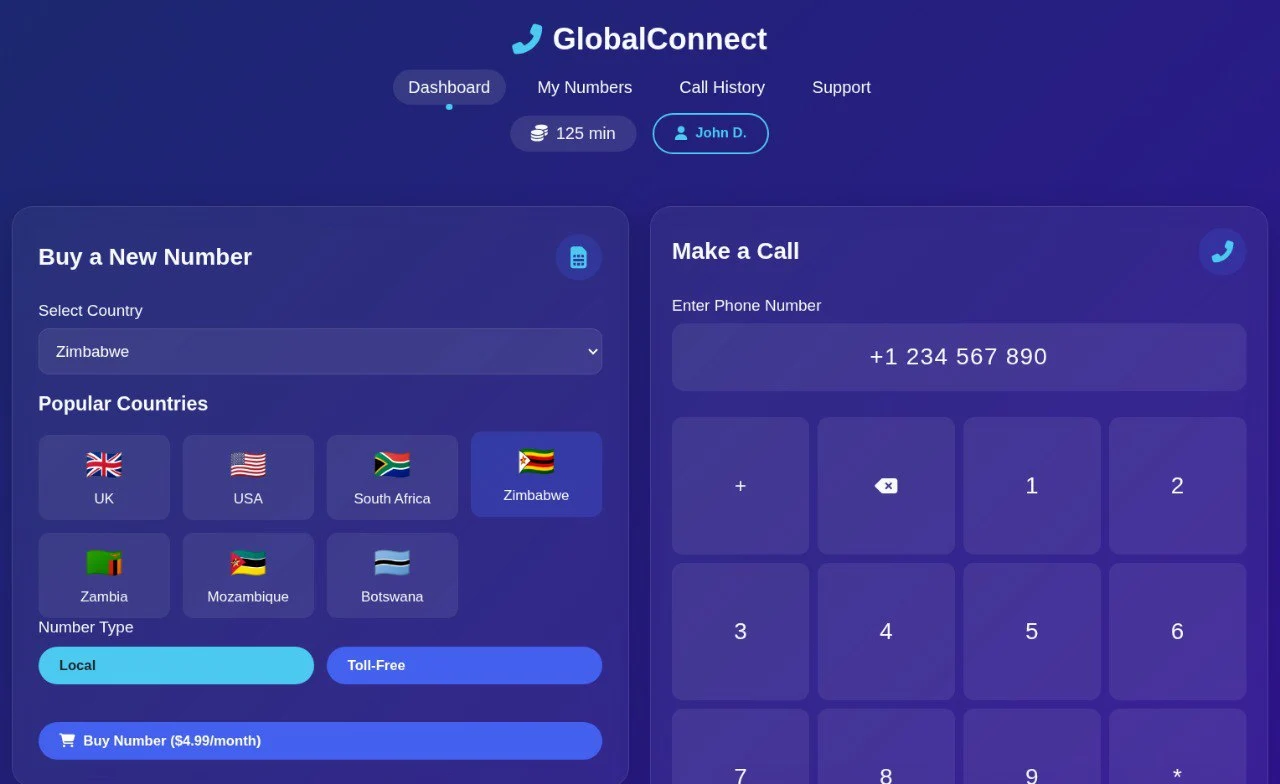 GlobalConnect
Dashboard My Numbers Call History Support
125 min John D.
Buy a New Number
Select Country
Zimbabwe
Popular Countries
UK USA South Africa Zimbabwe
Zambia Mozambique Botswana
Number Type
Local Toll-Free
Buy Number ($4.99/month)
Make a Call
Enter Phone Number
+1 234 567 890
+ 1 2
3 4 5 6
7 8 9 *